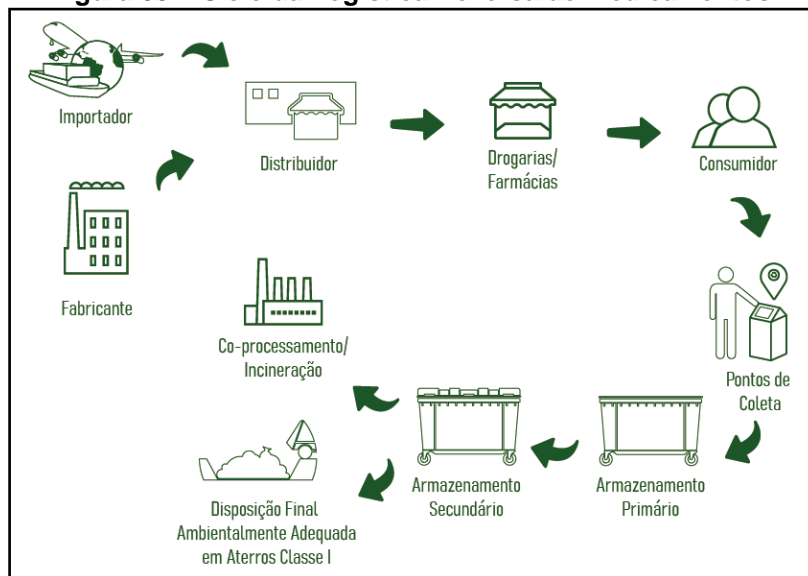 Importador
Distribuidor
Drogarias/
Farmácias
Consumidor
Fabricante
Co-processamento/
Incineração
Pontos de
Coleta
Armazenamento
Secundário
Armazenamento
Primário
Disposição Final
Ambientalmente Adequada
em Aterros Classe I